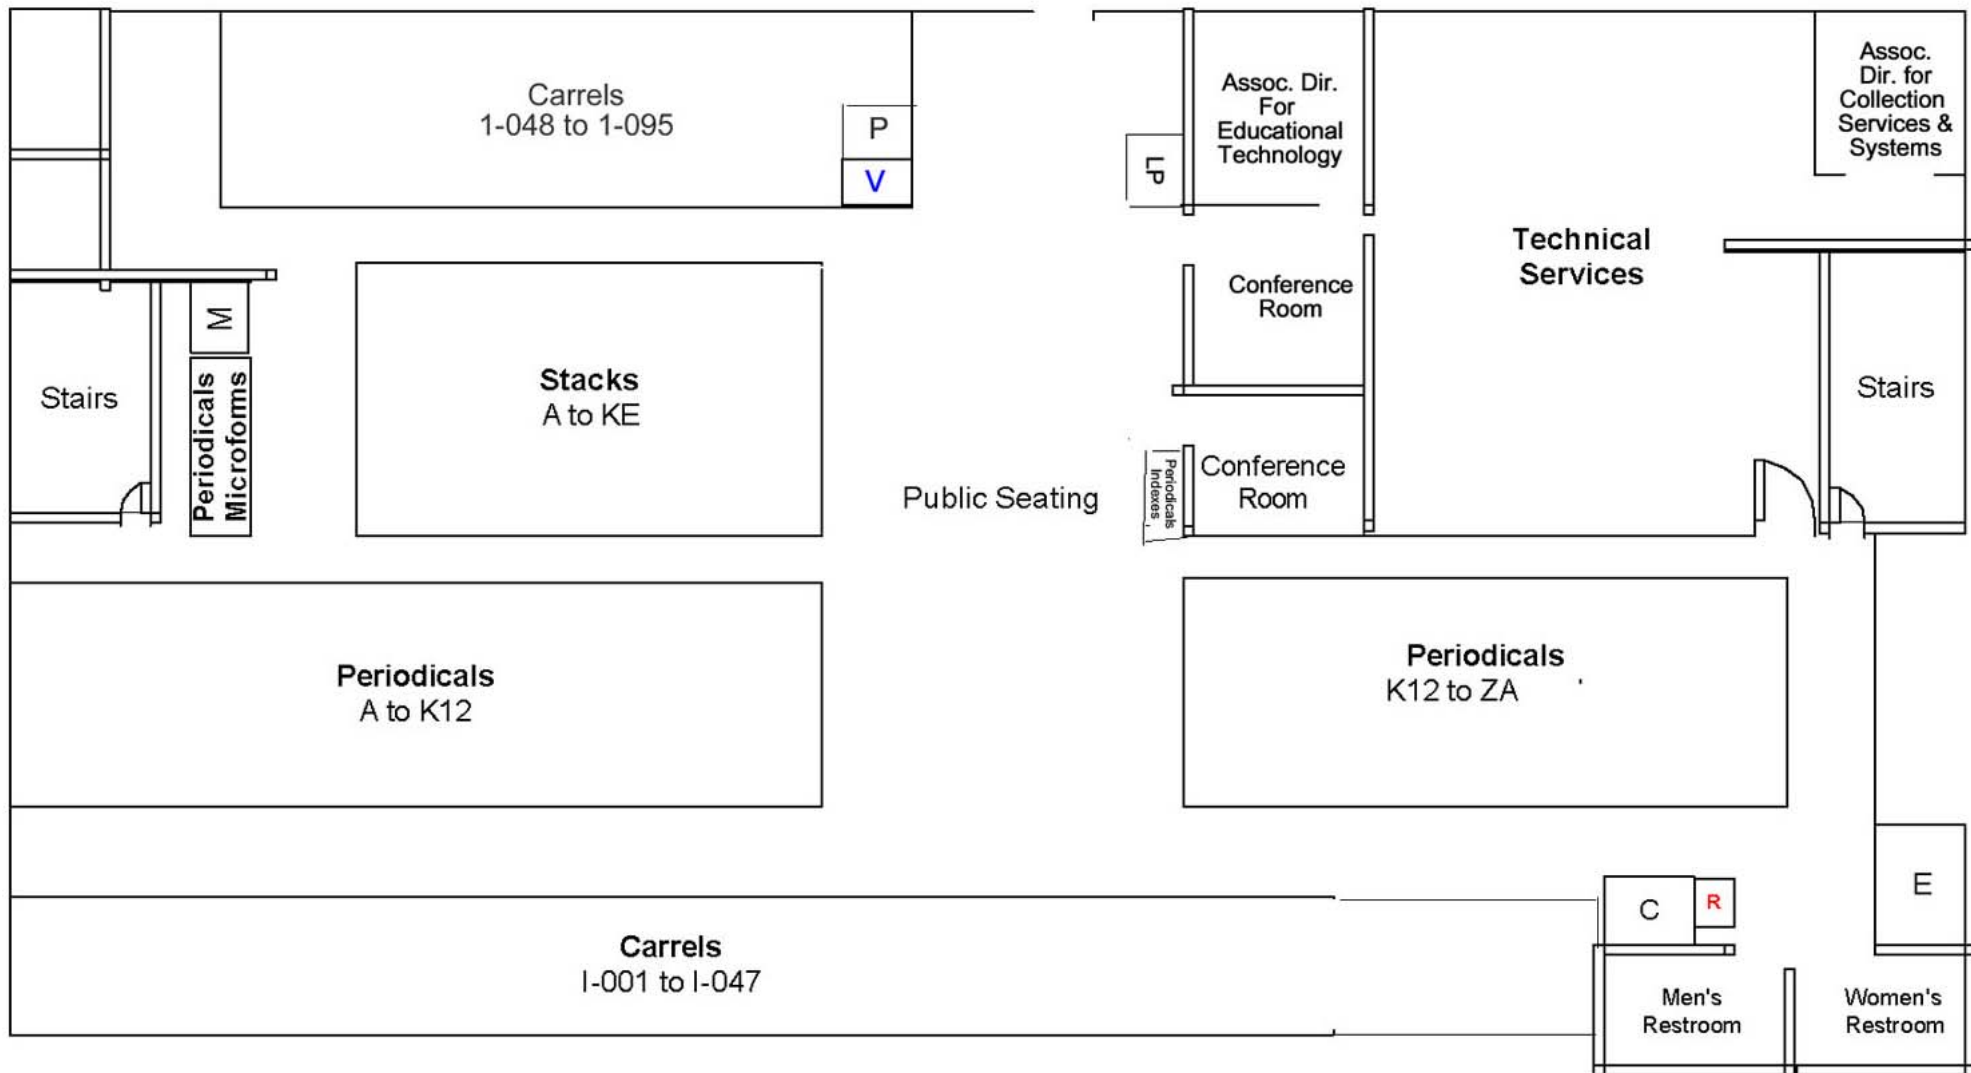 Carrels
1-048 to 1-095
P
V
LP
Assoc. Dir.
For
Educational
Technology
Assoc.
Dir. for
Collection
Services &
Systems
Technical
Services
Conference
Room
M
Periodicals
Microfoms
Stairs
Stacks
A to KE
Public Seating
Periodicals
Indexes
Conference
Room
Stairs
Periodicals
A to K12
Periodicals
K12 to ZA
Carrels
I-001 to I-047
C
R
E
Men's
Restroom
Women's
Restroom